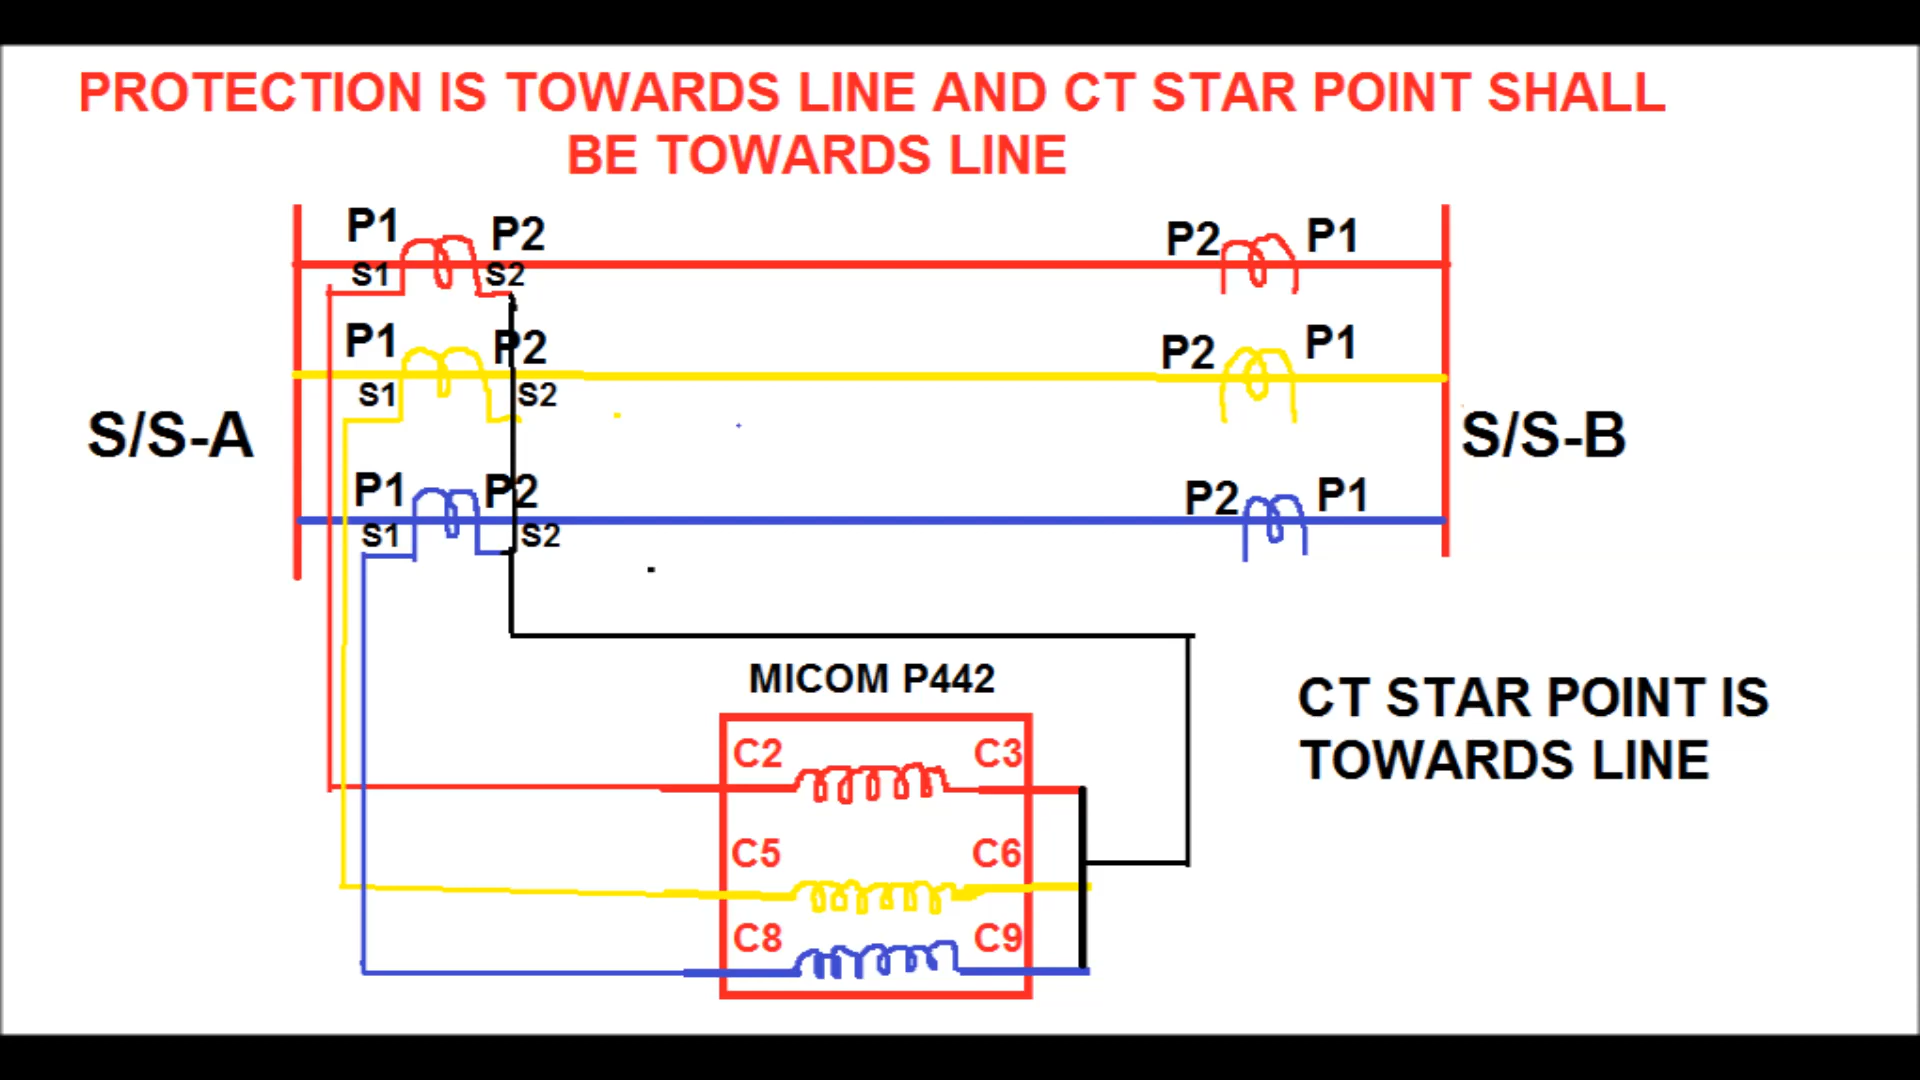 PROTECTION IS TOWARDS LINE AND CT STAR POINT SHALL
BE TOWARDS LINE
P1 P2 P2 P1
S1 S2
P1 P2 P2 P1
S1 S2
S/S-A S/S-B
P1 P2 P2 P1
S1 S2
MICOM P442
CT STAR POINT IS
TOWARDS LINE
C2 C3
C5 C6
C8 C9